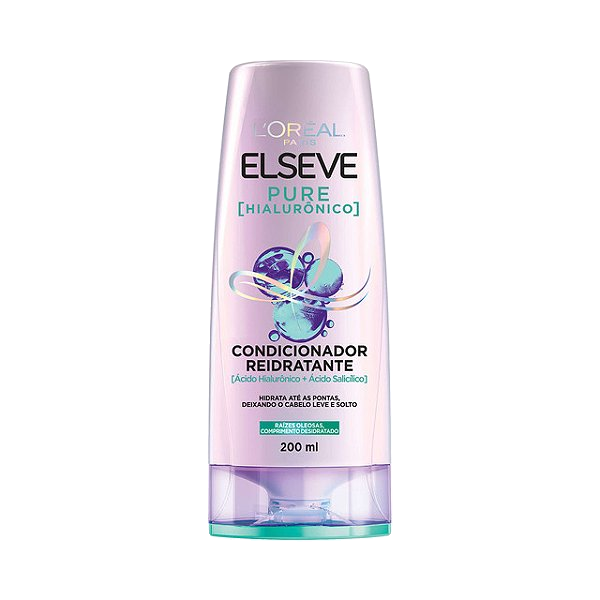 L'ORÉAL
PARIS
ELSEVE
PURE
[HIALURÔNICO]
CONDICIONADOR
REIDRATANTE
[Ácido Hialurônico + Ácido Salicílico]
HIDRATA ATÉ AS PONTAS,
DEIXANDO O CABELO LEVE E SOLTO
RAÍZES OLEOSAS,
COMPRIMENTO DESIDRATADO
200 ml